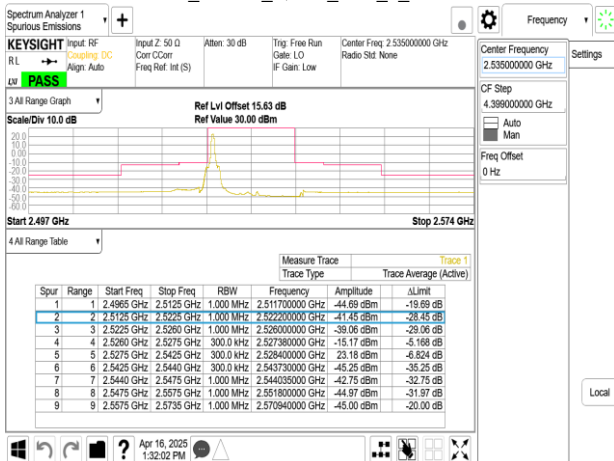 Spectrum Analyzer 1
Spurious Emissions
Frequency
KEYSIGHT Input: RF Input Z: 50 Ω Atten: 30 dB Trig: Free Run Center Freq: 2.535000000 GHz
RL Coupling: DC Corr CCorr Gate: LO Radio Std: None
Align: Auto Freq Ref: Int (S) IF Gain: Low
LXI PASS
Center Frequency
2.535000000 GHz
Settings
CF Step
4.399000000 GHz
Auto
Man
Freq Offset
0 Hz
3 All Range Graph
Ref Lvl Offset 15.63 dB
Scale/Div 10.0 dB Ref Value 30.00 dBm
20.0
10.0
0.00
-10.0
-20.0
-30.0
-40.0
-50.0
-60.0
Start 2.497 GHz Stop 2.574 GHz
4 All Range Table
Measure Trace Trace 1
Trace Type Trace Average (Active)
Spur Range Start Freq Stop Freq RBW Frequency Amplitude ΔLimit
1 1 2.4965 GHz 2.5125 GHz 1.000 MHz 2.511700000 GHz -44.69 dBm -19.69 dB
2 2 2.5125 GHz 2.5225 GHz 1.000 MHz 2.522200000 GHz -41.45 dBm -28.45 dB
3 3 2.5225 GHz 2.5260 GHz 1.000 MHz 2.526000000 GHz -39.06 dBm -29.06 dB
4 4 2.5260 GHz 2.5275 GHz 300.0 kHz 2.527380000 GHz -15.17 dBm -5.168 dB
5 5 2.5275 GHz 2.5425 GHz 300.0 kHz 2.528400000 GHz 23.18 dBm -6.824 dB
6 6 2.5425 GHz 2.5440 GHz 300.0 kHz 2.543730000 GHz -45.25 dBm -35.25 dB
7 7 2.5440 GHz 2.5475 GHz 1.000 MHz 2.544035000 GHz -42.75 dBm -32.75 dB
8 8 2.5475 GHz 2.5575 GHz 1.000 MHz 2.551800000 GHz -44.97 dBm -31.97 dB
9 9 2.5575 GHz 2.5735 GHz 1.000 MHz 2.570940000 GHz -45.00 dBm -20.00 dB
Local
Apr 16, 2025
1:32:02 PM